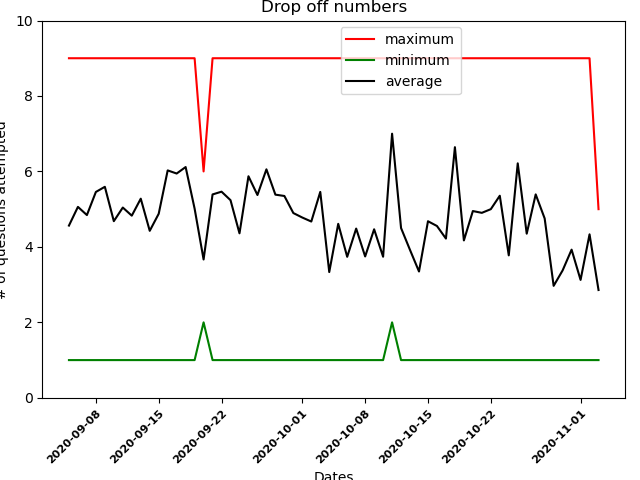 Drop off numbers
maximum
minimum
average
# of questions attempted
10
8
6
4
2
0
2020-09-08
2020-09-15
2020-09-22
2020-10-01
2020-10-08
2020-10-15
2020-10-22
2020-11-01
Dates